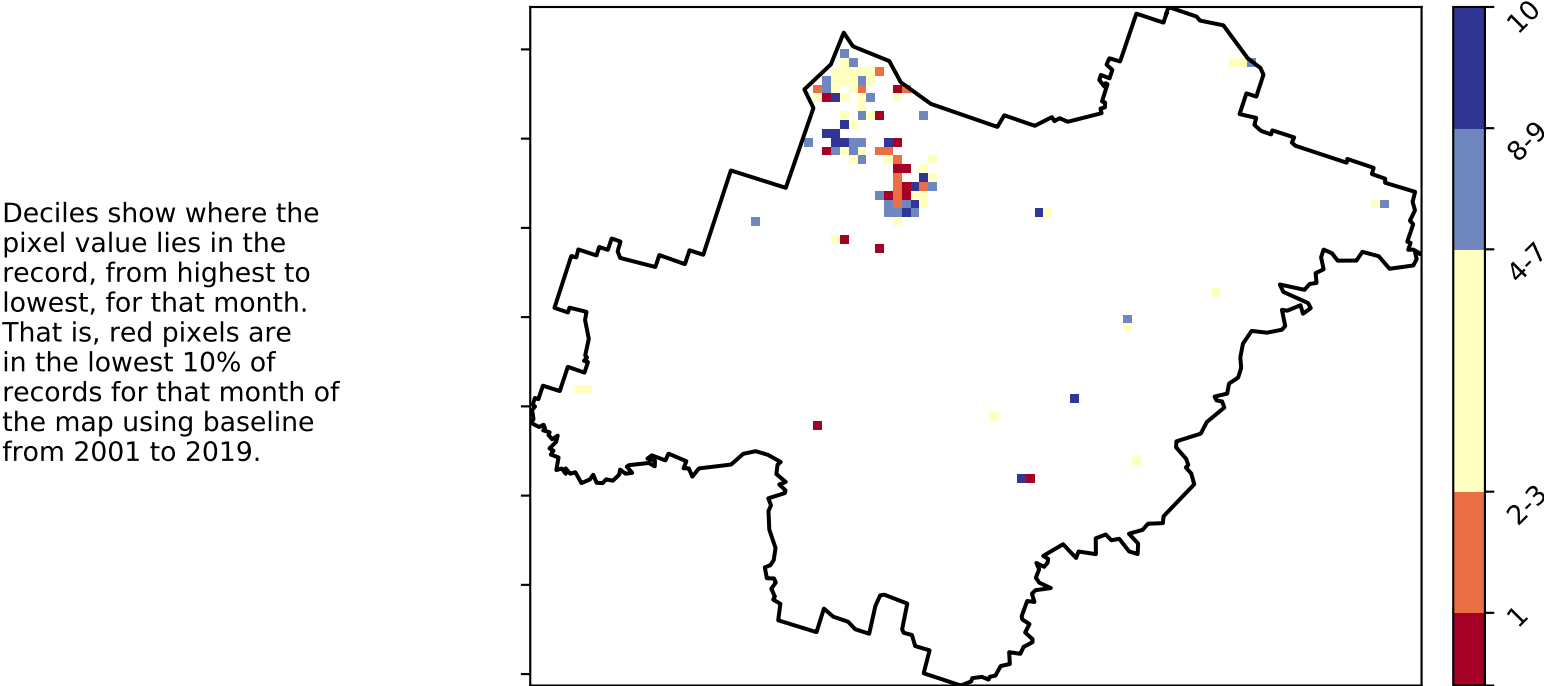 Deciles show where the
pixel value lies in the
record, from highest to
lowest, for that month.
That is, red pixels are
in the lowest 10% of
records for that month of
the map using baseline
from 2001 to 2019.
10
8-9
4-7
2-3
1